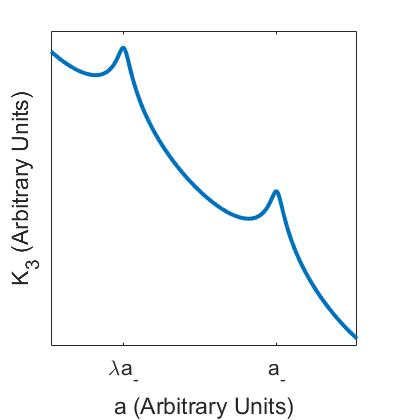 K₃ (Arbitrary Units)
λa₋ a₋
a (Arbitrary Units)